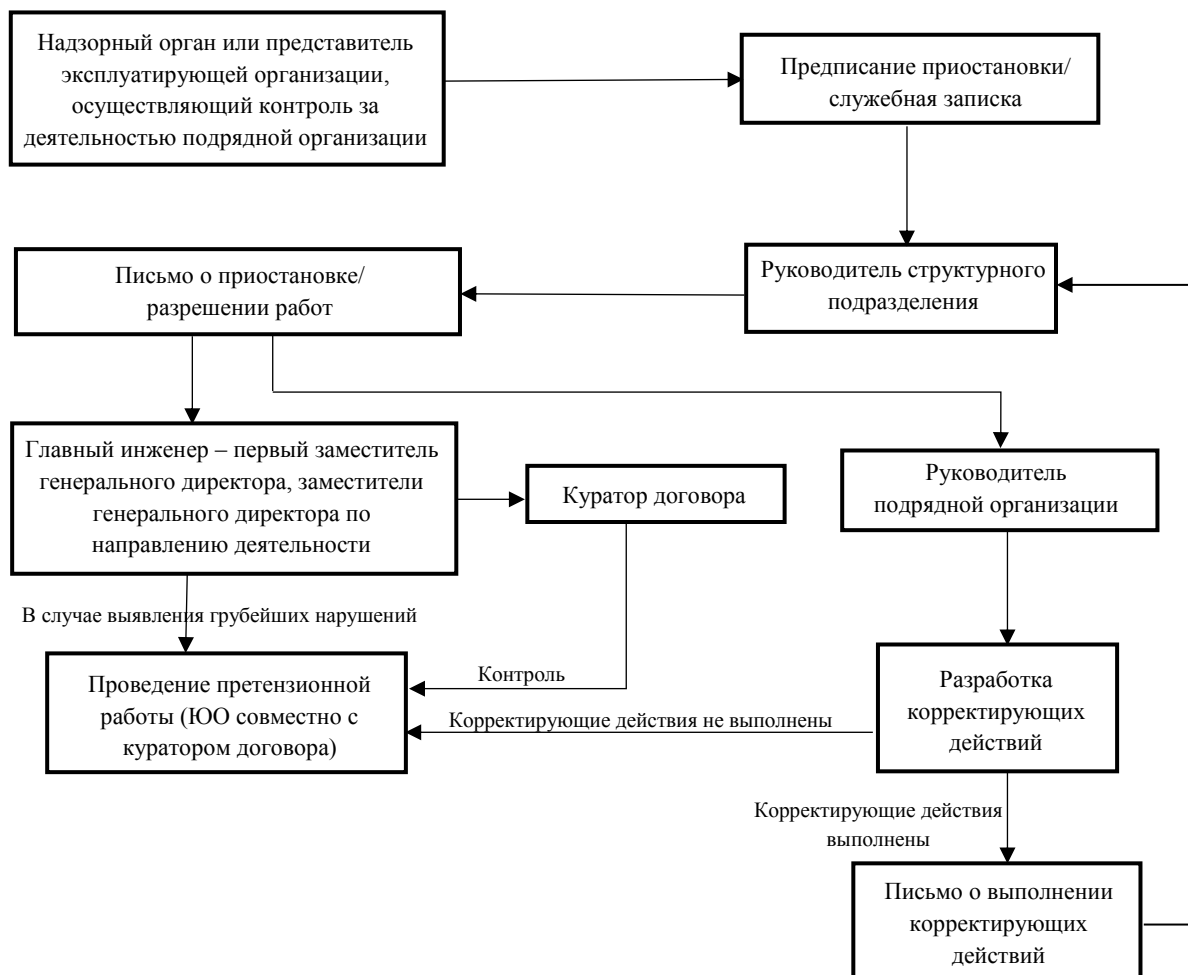 Надзорный орган или представитель
эксплуатирующей организации,
осуществляющий контроль за
деятельностью подрядной организации
Предписание приостановки/
служебная записка
Письмо о приостановке/
разрешении работ
Руководитель структурного
подразделения
Главный инженер – первый заместитель
генерального директора, заместители
генерального директора по
направлению деятельности
Куратор договора
Руководитель
подрядной организации
В случае выявления грубейших нарушений
Проведение претензионной
работы (ЮО совместно с
куратором договора)
Контроль
Корректирующие действия не выполнены
Разработка
корректирующих
действий
Корректирующие действия
выполнены
Письмо о выполнении
корректирующих
действий